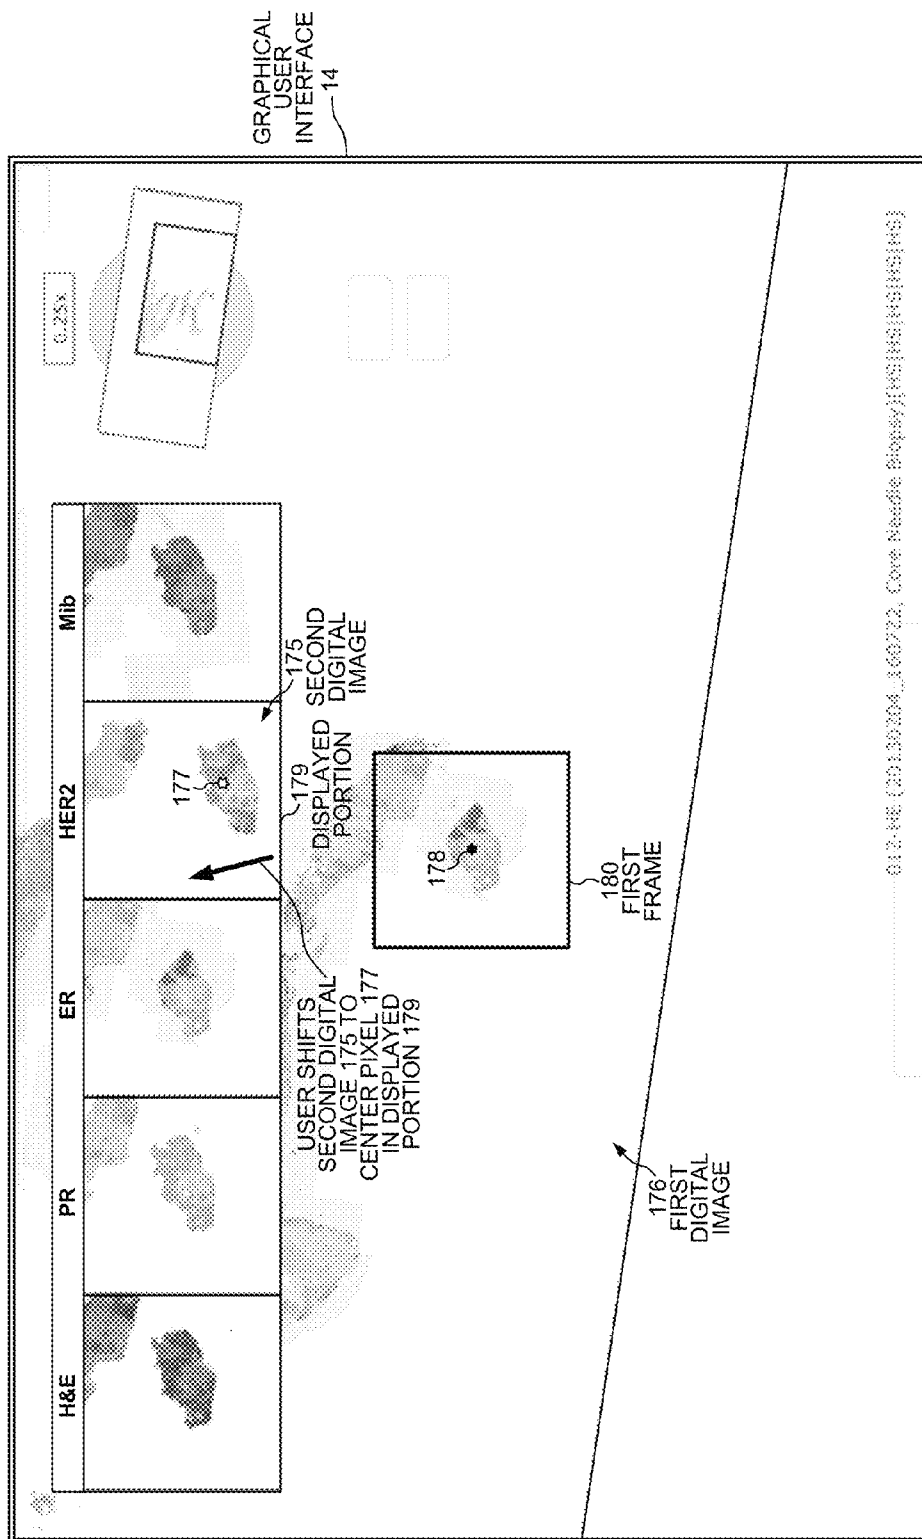 GRAPHICAL
USER
INTERFACE
14
0.25x
H&E
PR
ER
HER2
Mib
177
175
SECOND
DIGITAL
IMAGE
179
DISPLAYED
PORTION
USER SHIFTS
SECOND DIGITAL
IMAGE 175 TO
CENTER PIXEL 177
IN DISPLAYED
PORTION 179
178
180
FIRST
FRAME
176
FIRST
DIGITAL
IMAGE
Core Needle Biopsy